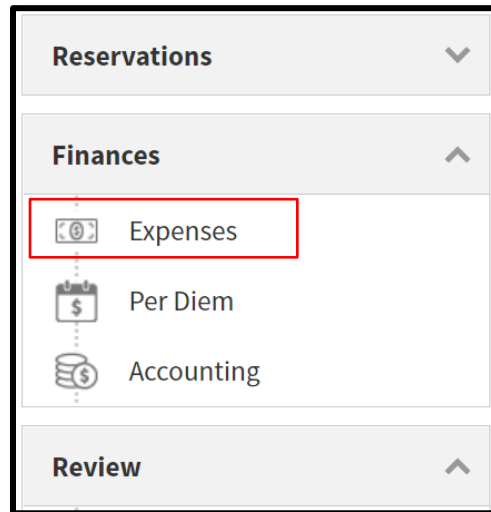 Reservations
Finances
Expenses
Per Diem
Accounting
Review